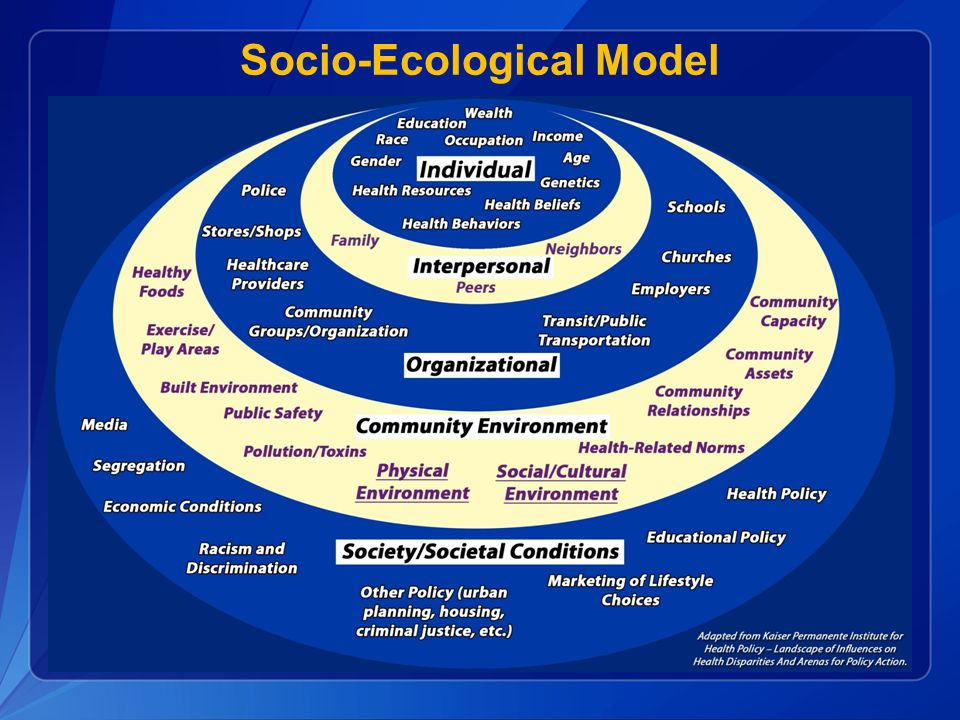 Socio-Ecological Model
Wealth
Education
Race
Occupation
Income
Gender
Individual
Age
Health Resources
Genetics
Health Beliefs
Health Behaviors
Family
Neighbors
Interpersonal
Peers
Police
Schools
Stores/Shops
Churches
Healthcare
Providers
Employers
Community
Groups/Organization
Transit/Public
Transportation
Organizational
Healthy
Foods
Community
Capacity
Exercise/
Play Areas
Community
Assets
Built Environment
Community
Relationships
Public Safety
Community Environment
Pollution/Toxins
Health-Related Norms
Physical
Environment
Social/Cultural
Environment
Media
Segregation
Health Policy
Economic Conditions
Educational Policy
Racism and
Discrimination
Society/Societal Conditions
Other Policy (urban
planning, housing,
criminal justice, etc.)
Marketing of Lifestyle
Choices
Adapted from Kaiser Permanente Institute for
Health Policy – Landscape of Influences on
Health Disparities And Arenas for Policy Action.